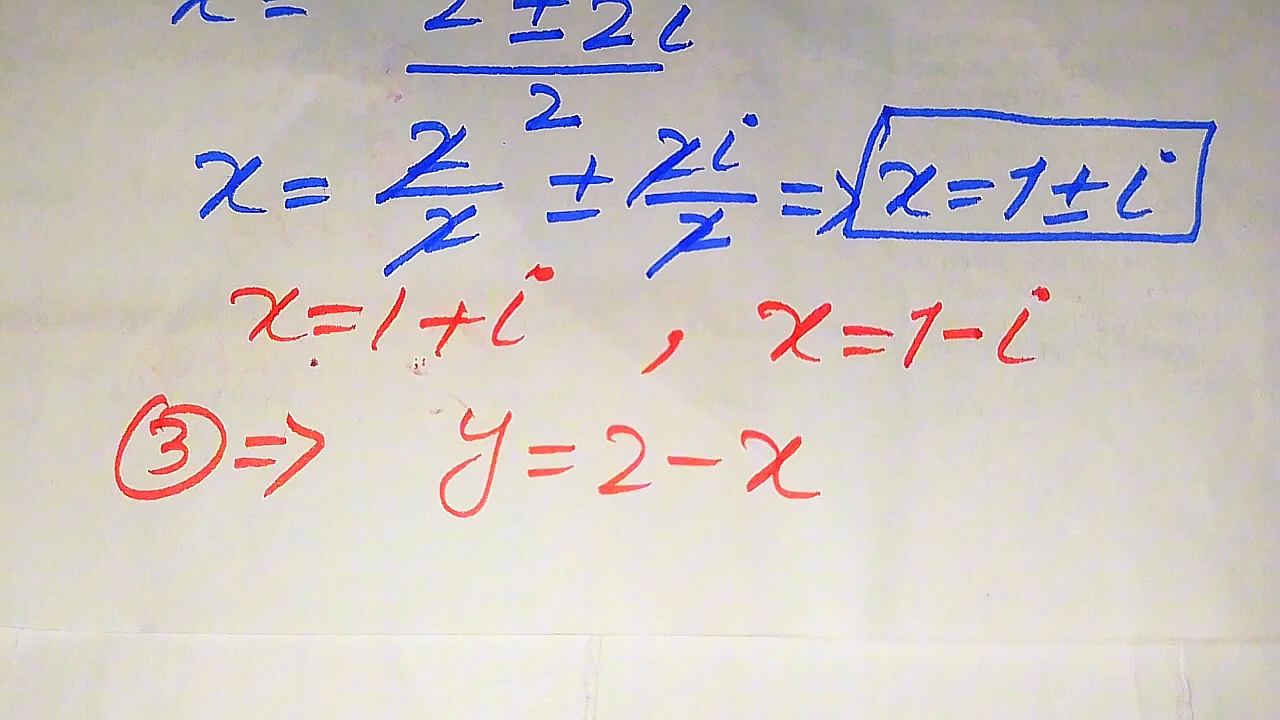 x = 2 ± 2i / 2
x = 2/2 ± 2i/2 => x = 1 ± i
x = 1 + i , x = 1 - i
③ => y = 2 - x